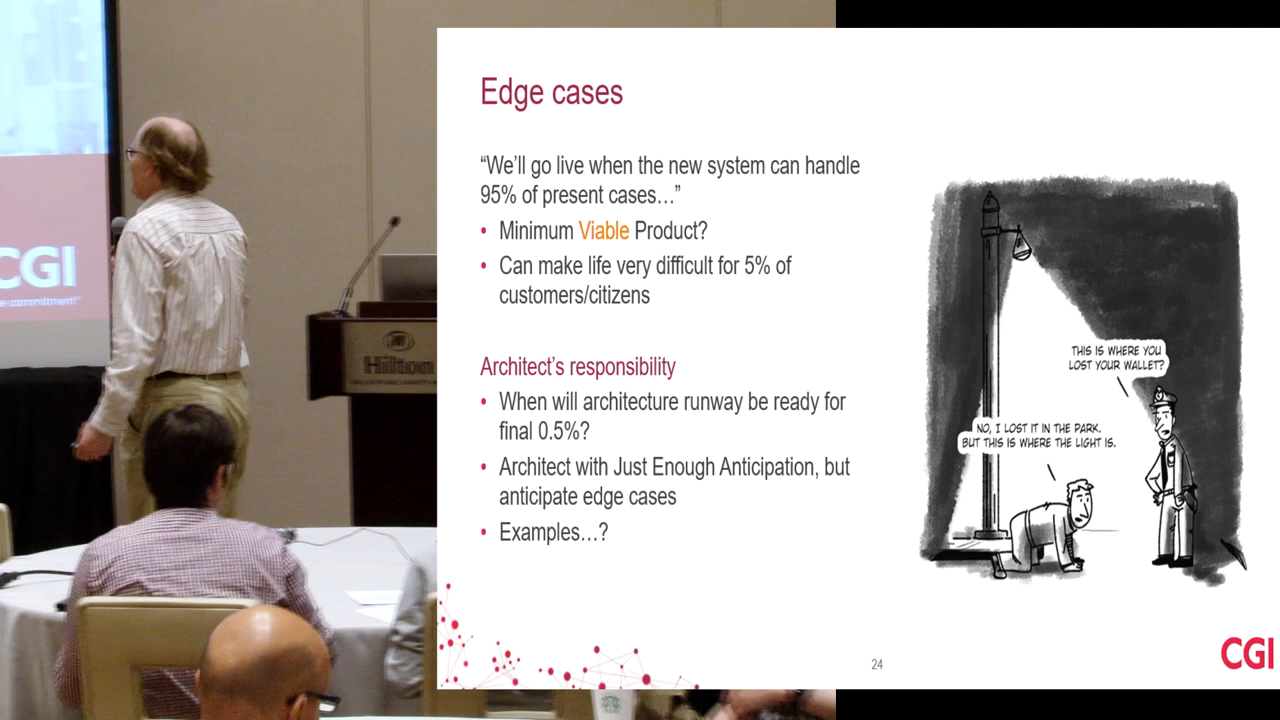 CGI
Hilton
Edge cases
“We’ll go live when the new system can handle
95% of present cases…”
• Minimum Viable Product?
• Can make life very difficult for 5% of
customers/citizens
Architect’s responsibility
• When will architecture runway be ready for
final 0.5%?
• Architect with Just Enough Anticipation, but
anticipate edge cases
• Examples…?
THIS IS WHERE YOU
LOST YOUR WALLET?
NO, I LOST IT IN THE PARK.
BUT THIS IS WHERE THE LIGHT IS.
24
CGI